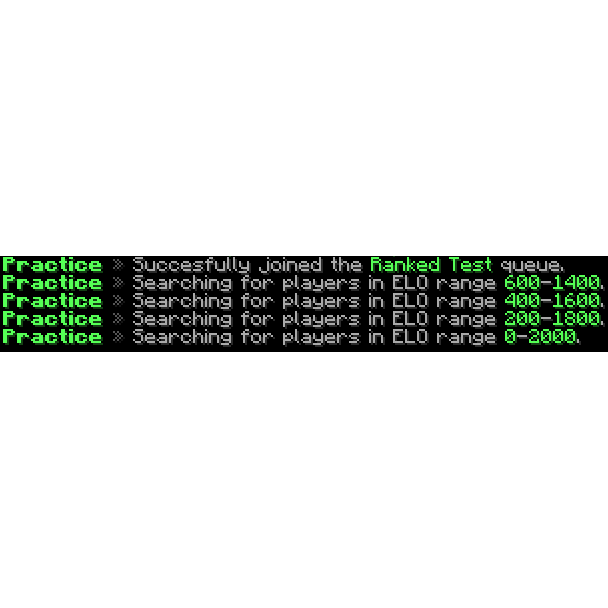 Practice » Succesfully joined the Ranked Test queue.
Practice » Searching for players in ELO range 600-1400.
Practice » Searching for players in ELO range 400-1600.
Practice » Searching for players in ELO range 200-1800.
Practice » Searching for players in ELO range 0-2000.